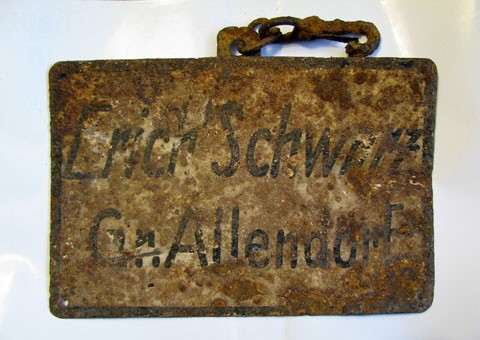 Erich Schwarz
Gr. Allendorf